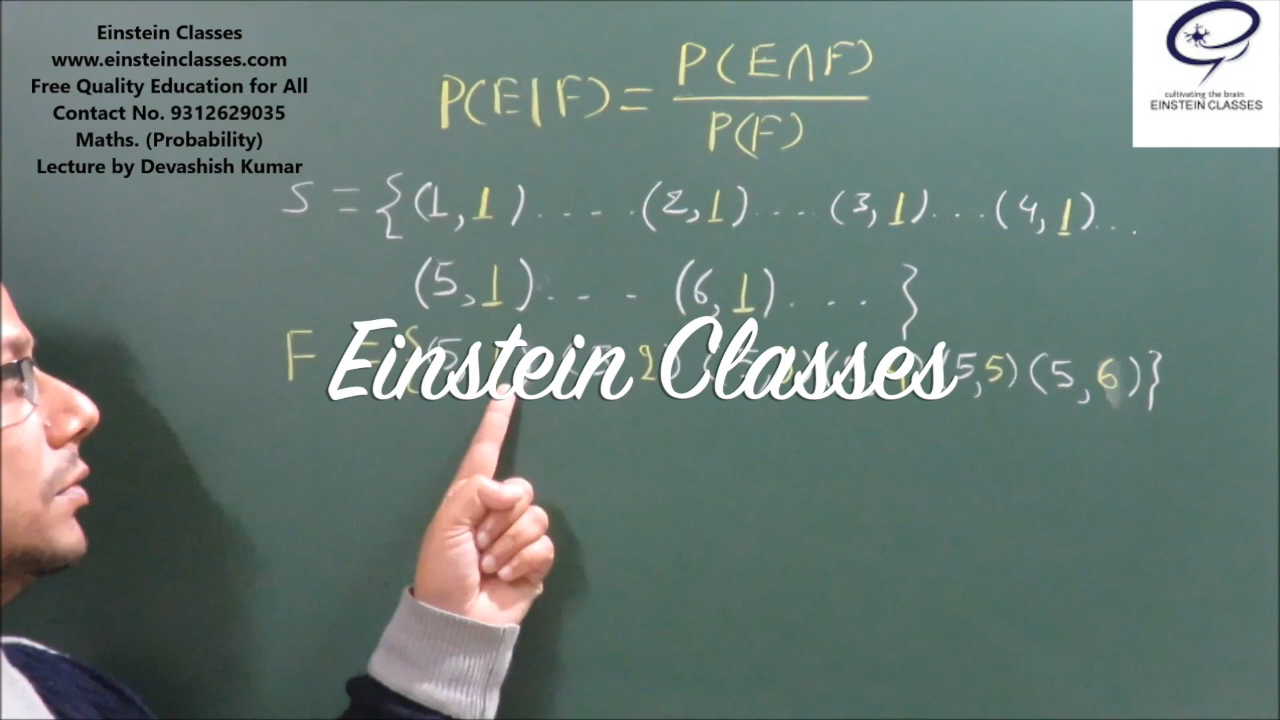 Einstein Classes
www.einsteinclasses.com
Free Quality Education for All
Contact No. 9312629035
Maths. (Probability)
Lecture by Devashish Kumar
cultivating the brain
EINSTEIN CLASSES
P(E|F) = P(E∩F) / P(F)
S = {(1, 1) .... (2, 1) ... (3, 1) ... (4, 1) ...
(5, 1) ... (6, 1) ... }
F = {(5, 5) (5, 6)}
Einstein Classes